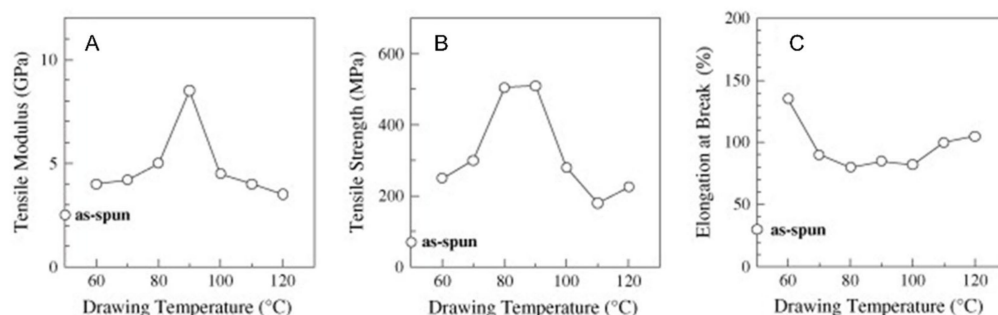 A
Tensile Modulus (GPa)
10
5
0
as-spun
60 80 100 120
Drawing Temperature (°C)
B
Tensile Strength (MPa)
600
400
200
0
as-spun
60 80 100 120
Drawing Temperature (°C)
C
Elongation at Break (%)
200
150
100
50
0
as-spun
60 80 100 120
Drawing Temperature (°C)